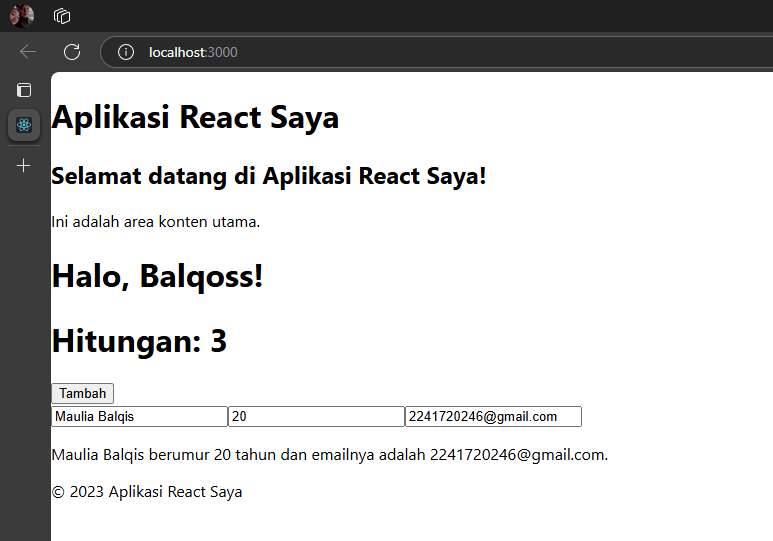 localhost:3000
Aplikasi React Saya
Selamat datang di Aplikasi React Saya!
Ini adalah area konten utama.
Halo, Balqoss!
Hitungan: 3
Tambah
Maulia Balqis 20 2241720246@gmail.com
Maulia Balqis berumur 20 tahun dan emailnya adalah 2241720246@gmail.com.
© 2023 Aplikasi React Saya